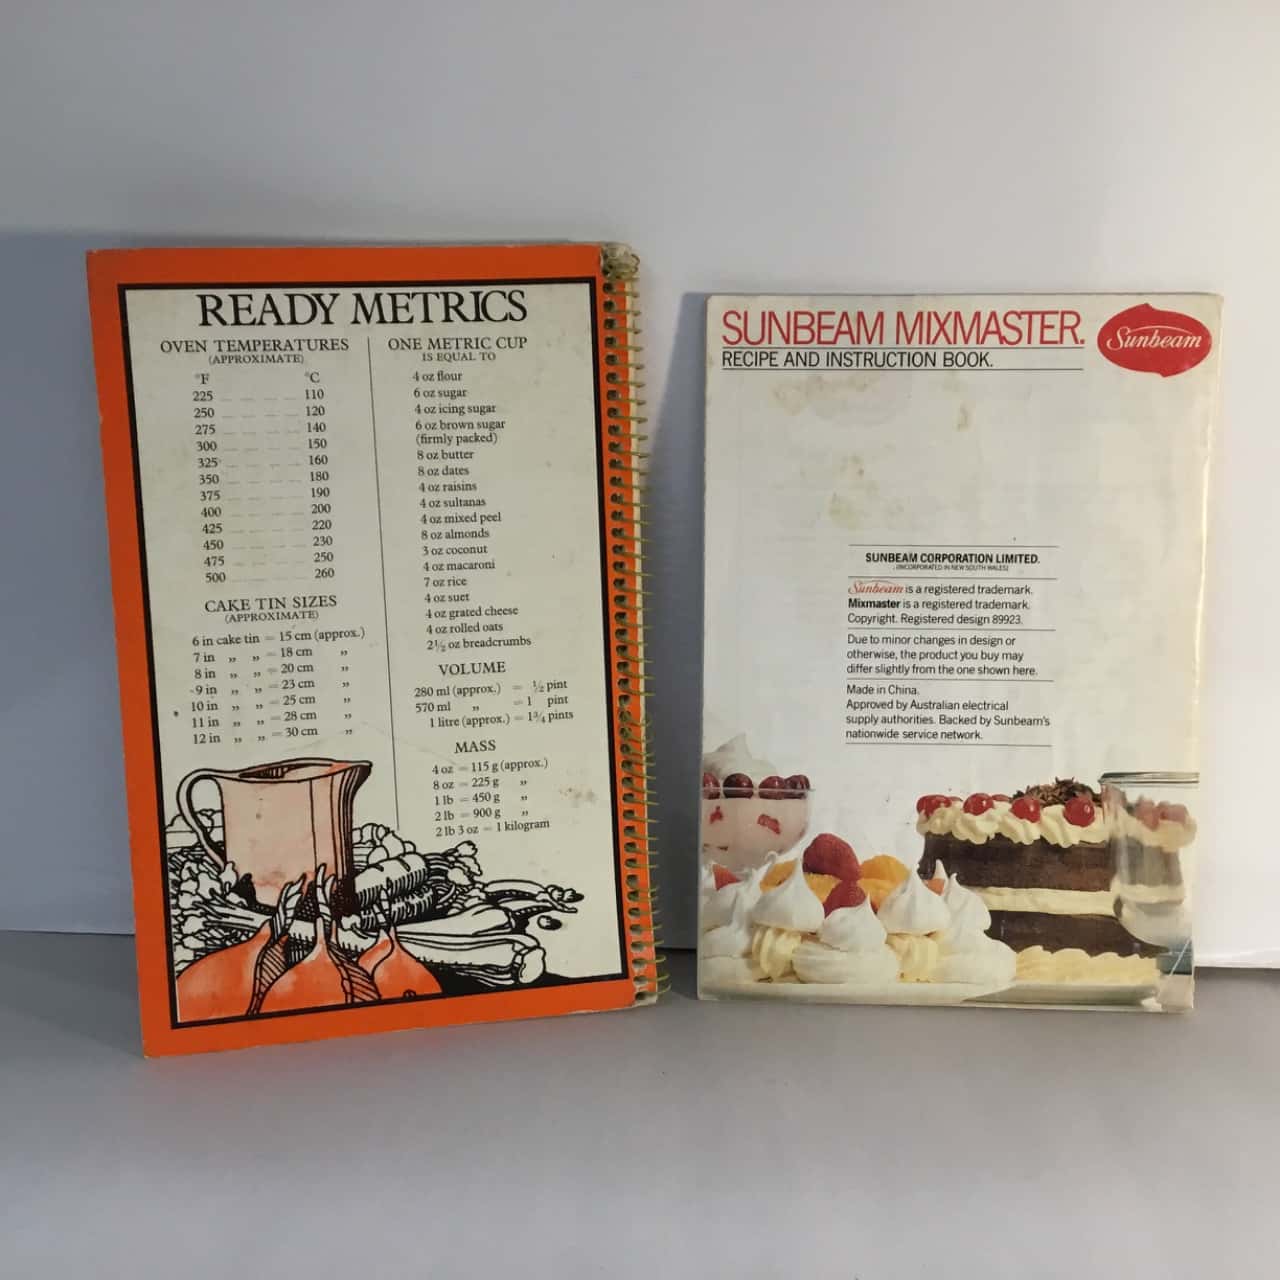 READY METRICS
OVEN TEMPERATURES
(APPROXIMATE)
°F °C
225 110
250 120
275 140
300 150
325 160
350 180
375 190
400 200
425 220
450 230
475 250
500 260
CAKE TIN SIZES
(APPROXIMATE)
6 in cake tin = 15 cm (approx.)
7 in „ „ = 18 cm „
8 in „ „ = 20 cm „
9 in „ „ = 23 cm „
10 in „ „ = 25 cm „
11 in „ „ = 28 cm „
12 in „ „ = 30 cm „
ONE METRIC CUP
IS EQUAL TO
4 oz flour
6 oz sugar
4 oz icing sugar
6 oz brown sugar
(firmly packed)
8 oz butter
8 oz dates
4 oz raisins
4 oz sultanas
4 oz mixed peel
8 oz almonds
3 oz coconut
4 oz macaroni
7 oz rice
4 oz suet
4 oz grated cheese
4 oz rolled oats
2½ oz breadcrumbs
VOLUME
280 ml (approx.) = ½ pint
570 ml „ = 1 pint
1 litre (approx.) = 1¾ pints
MASS
4 oz = 115 g (approx.)
8 oz = 225 g „
1 lb = 450 g „
2 lb = 900 g „
2 lb 3 oz = 1 kilogram
SUNBEAM MIXMASTER.
RECIPE AND INSTRUCTION BOOK.
Sunbeam
SUNBEAM CORPORATION LIMITED.
(INCORPORATED IN NEW SOUTH WALES)
Sunbeam is a registered trademark.
Mixmaster is a registered trademark.
Copyright. Registered design 89923.
Due to minor changes in design or
otherwise, the product you buy may
differ slightly from the one shown here.
Made in China.
Approved by Australian electrical
supply authorities. Backed by Sunbeam's
nationwide service network.